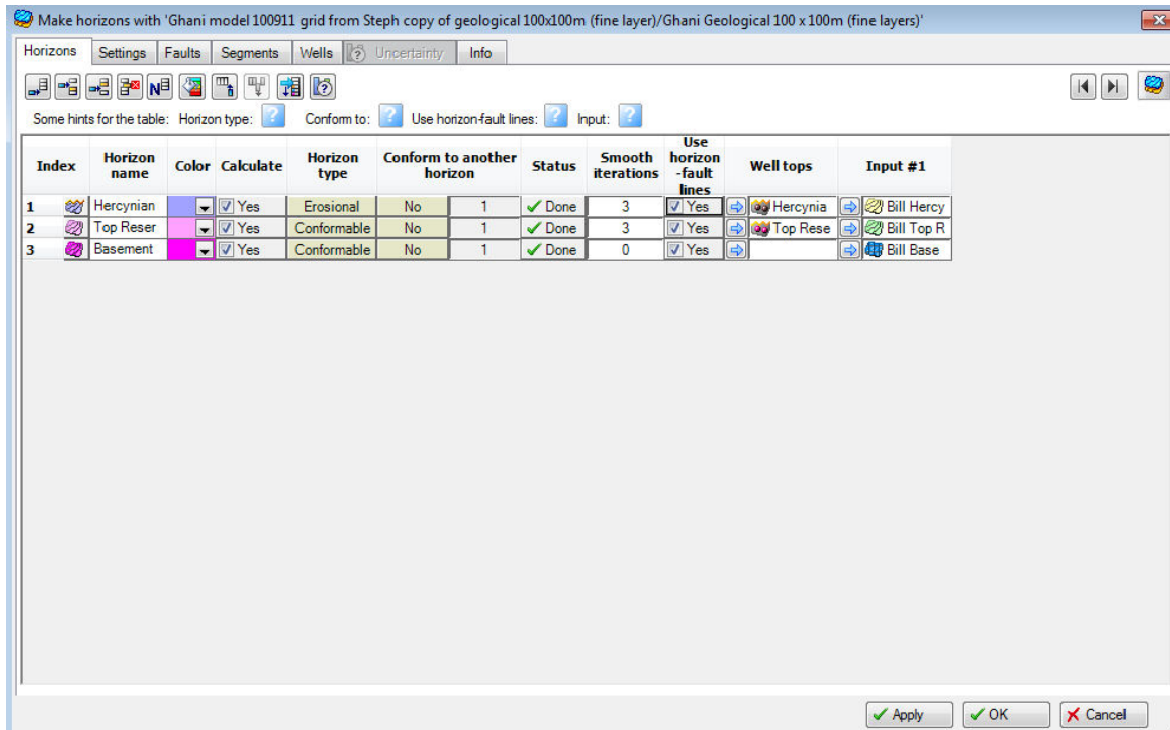 Make horizons with 'Ghani model 100911 grid from Steph copy of geological 100x100m (fine layer)/Ghani Geological 100 x 100m (fine layers)'
Horizons Settings Faults Segments Wells Uncertainty Info
Some hints for the table: Horizon type: ? Conform to: ? Use horizon-fault lines: ? Input: ?
Index Horizon name Color Calculate Horizon type Conform to another horizon Status Smooth iterations Use horizon -fault lines Well tops Input #1
1 Hercynian Yes Erosional No 1 Done 3 Yes Hercynia Bill Hercy
2 Top Reser Yes Conformable No 1 Done 3 Yes Top Rese Bill Top R
3 Basement Yes Conformable No 1 Done 0 Yes Bill Base
Apply OK Cancel